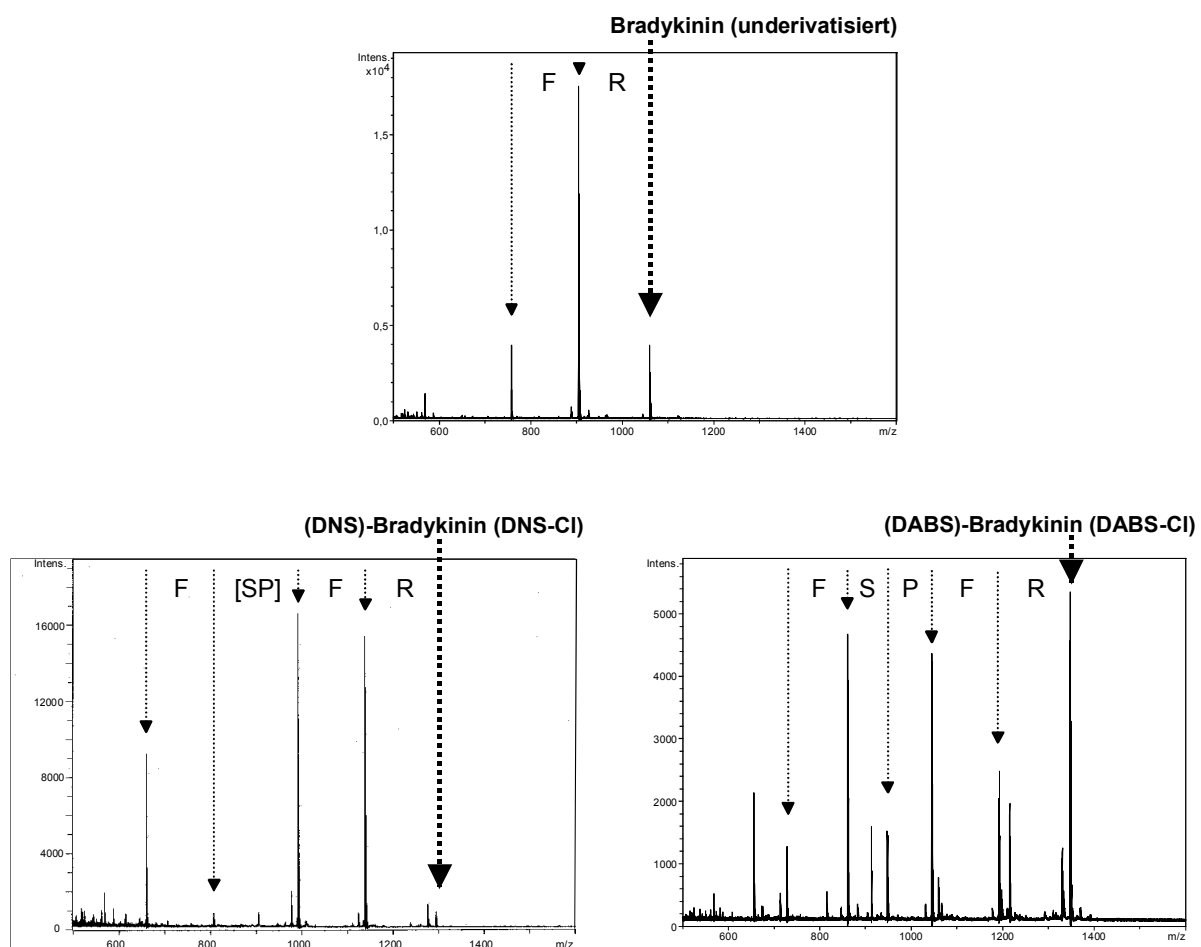 Bradykinin (underivatisiert)
Intens.
x10⁴
F R
1,5
1,0
0,5
0,0
600 800 1000 1200 1400 m/z
(DNS)-Bradykinin (DNS-Cl)
Intens.
F [SP] F R
16000
12000
8000
4000
0
600 800 1000 1200 1400 m/z
(DABS)-Bradykinin (DABS-Cl)
Intens.
F S P F R
5000
4000
3000
2000
1000
0
600 800 1000 1200 1400 m/z